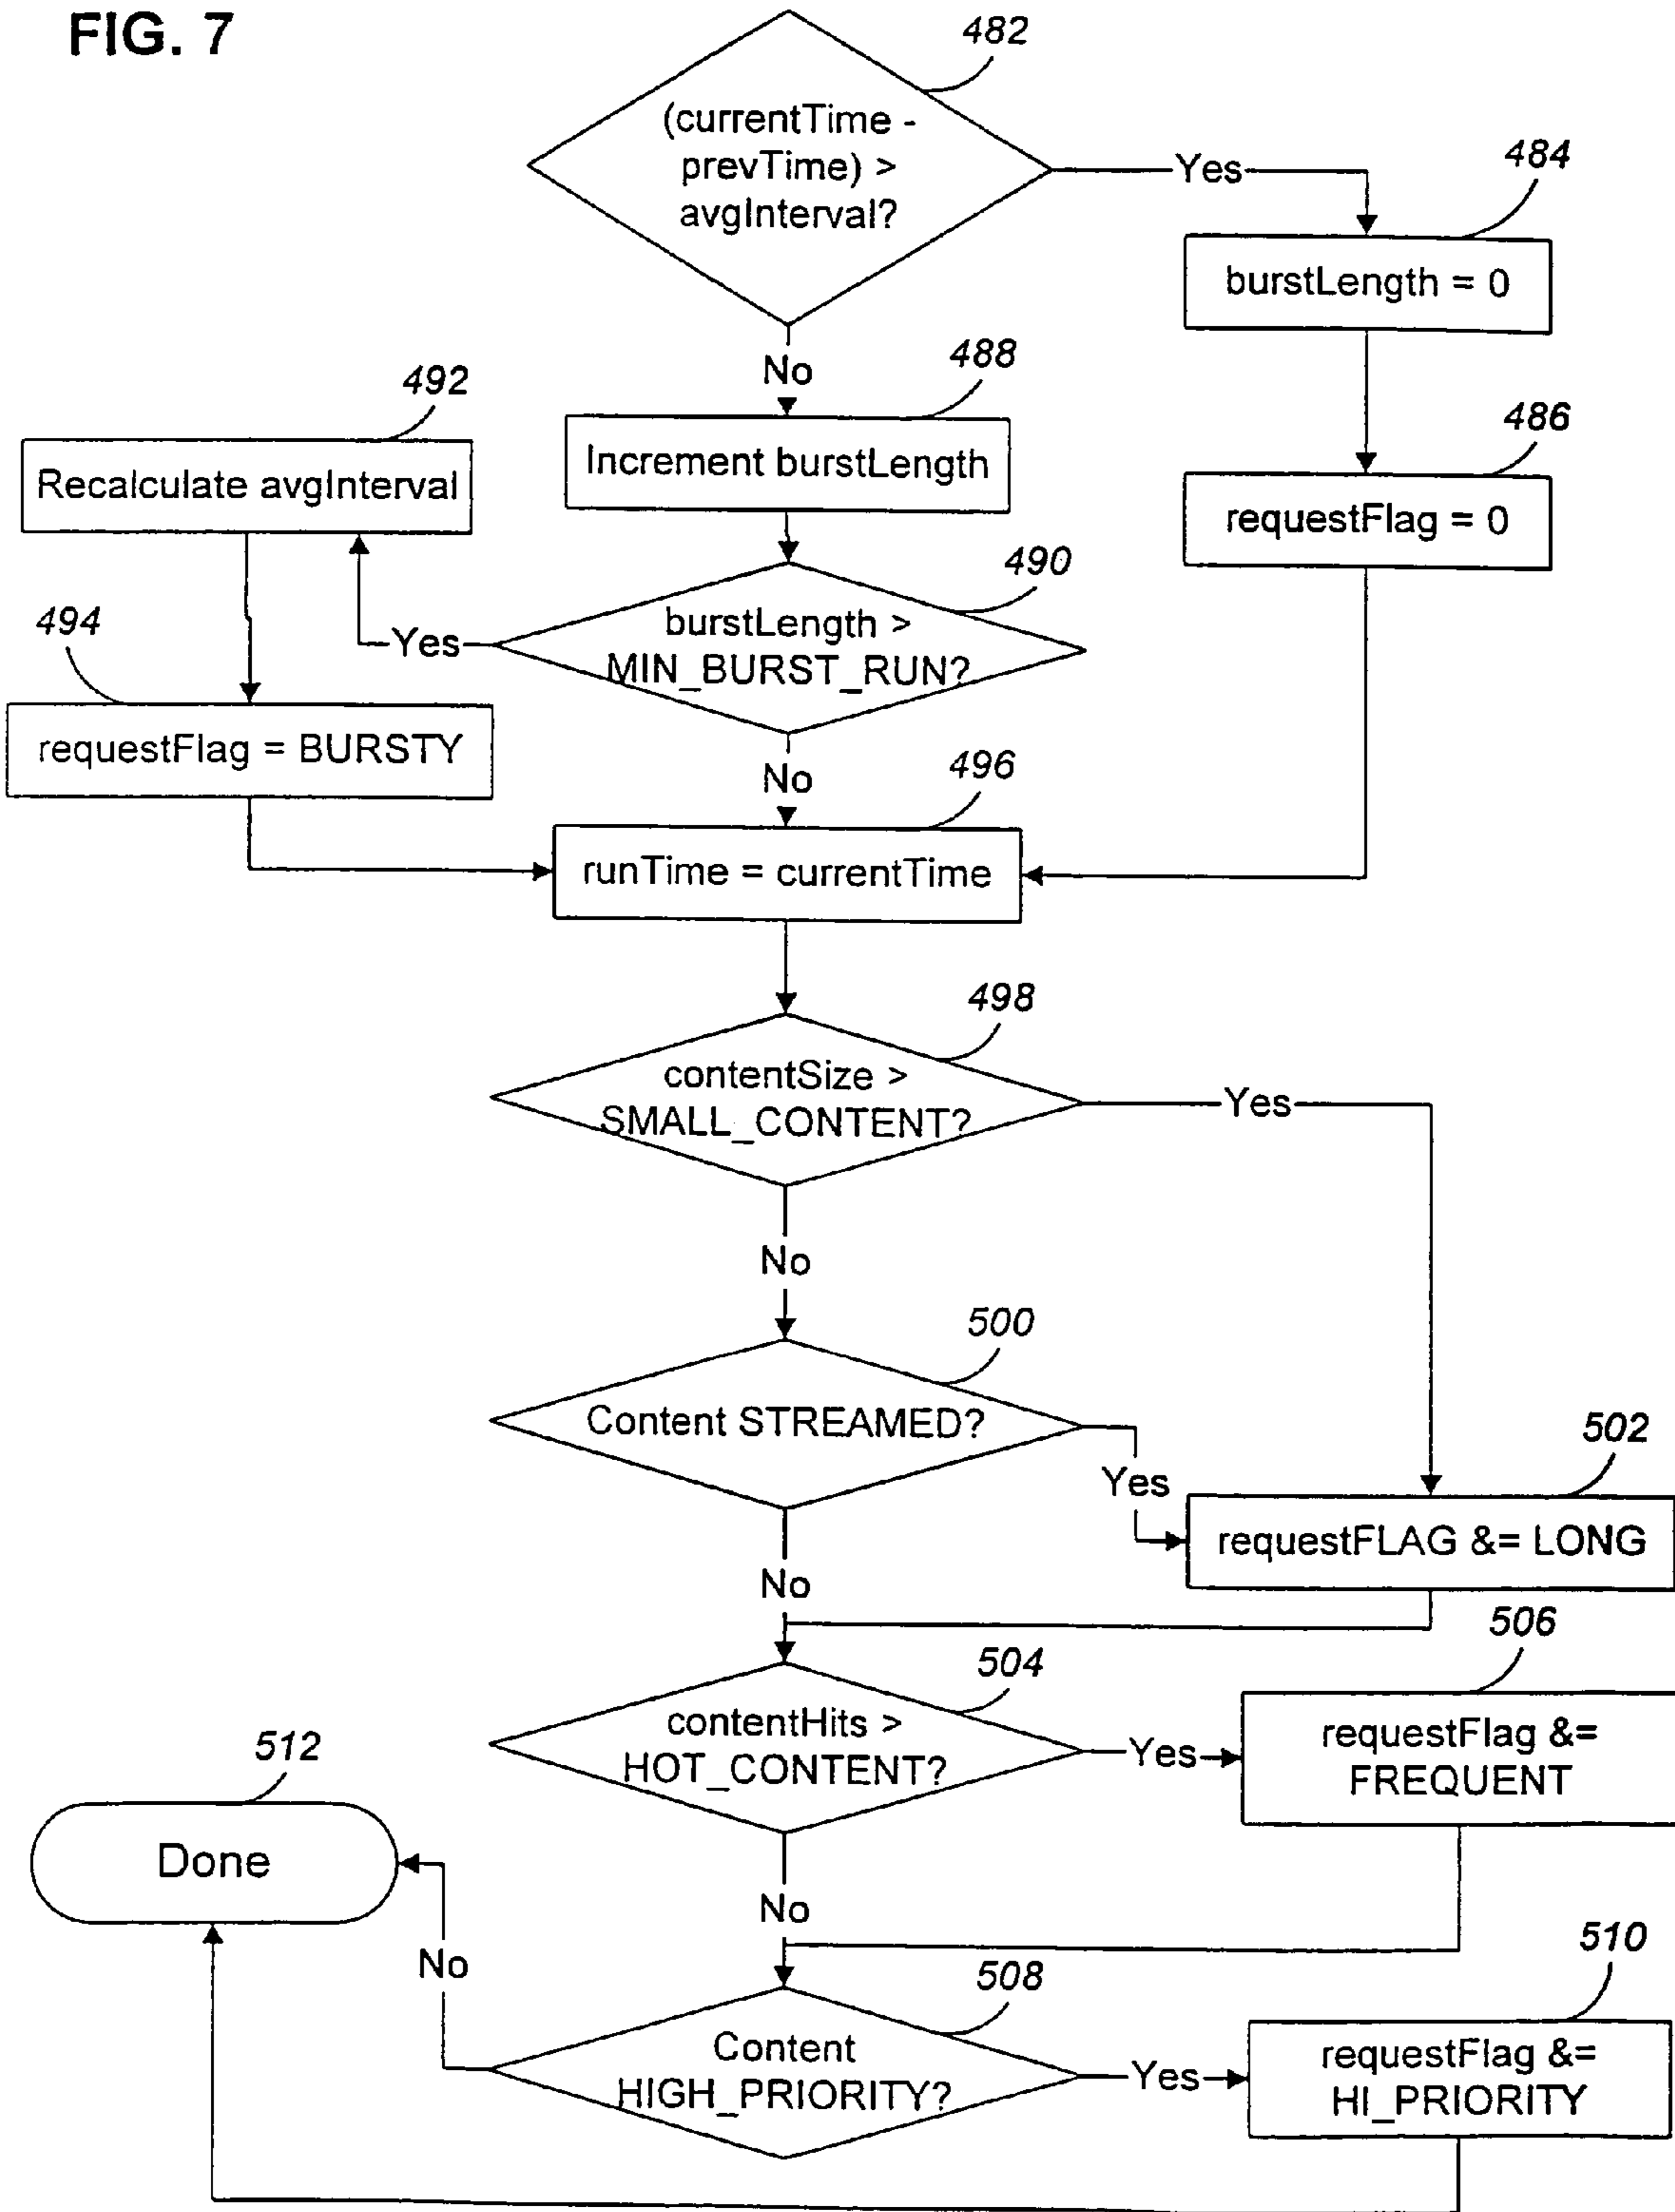 FIG. 7
482
(currentTime -
prevTime) >
avgInterval?
Yes
484
burstLength = 0
No
488
492
Increment burstLength
486
Recalculate avgInterval
requestFlag = 0
490
burstLength >
MIN_BURST_RUN?
Yes
494
requestFlag = BURSTY
No
496
runTime = currentTime
498
contentSize >
SMALL_CONTENT?
Yes
No
500
Content STREAMED?
Yes
502
requestFLAG &= LONG
No
504
506
contentHits >
HOT_CONTENT?
Yes
requestFlag &=
FREQUENT
512
Done
No
No
508
510
Content
HIGH_PRIORITY?
Yes
requestFlag &=
HI_PRIORITY